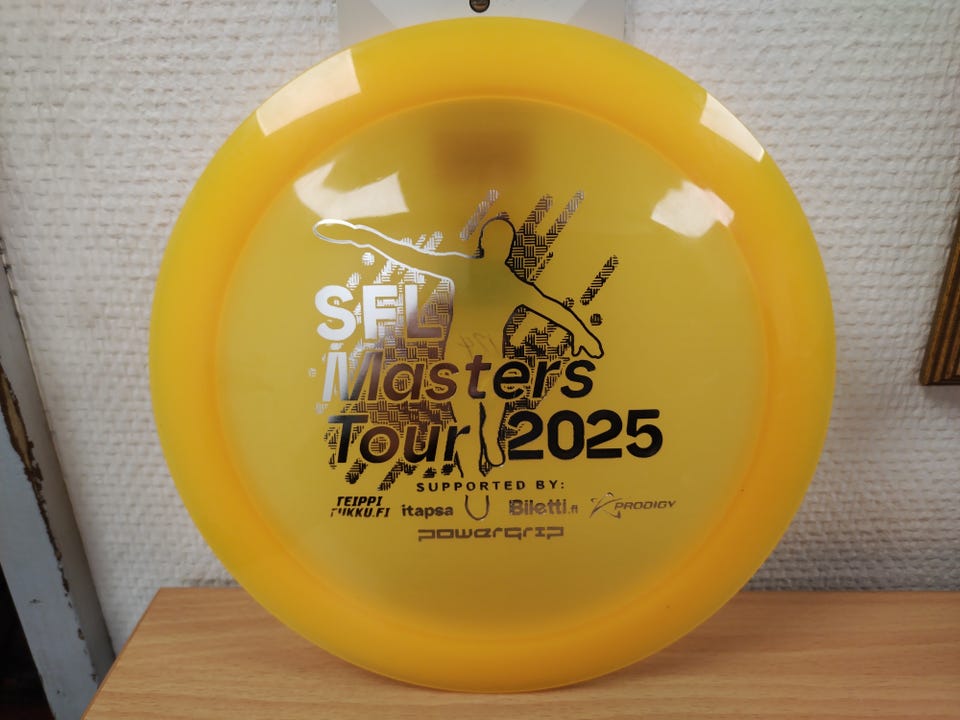 SFL
Masters
Tour 2025
SUPPORTED BY:
TEIPPI
TUKKU.FI
itapsa
Biletti.fi
PRODIGY
powergrip